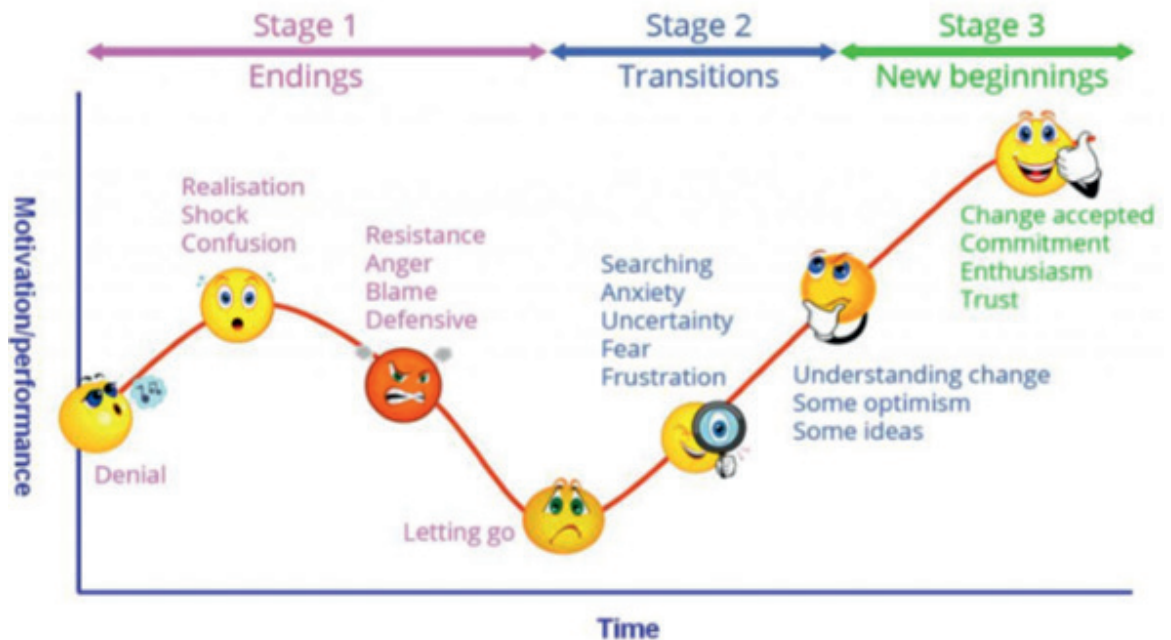 Stage 1
Endings
Stage 2
Transitions
Stage 3
New beginnings
Motivation/performance
Denial
Realisation
Shock
Confusion
Resistance
Anger
Blame
Defensive
Letting go
Searching
Anxiety
Uncertainty
Fear
Frustration
Understanding change
Some optimism
Some ideas
Change accepted
Commitment
Enthusiasm
Trust
Time